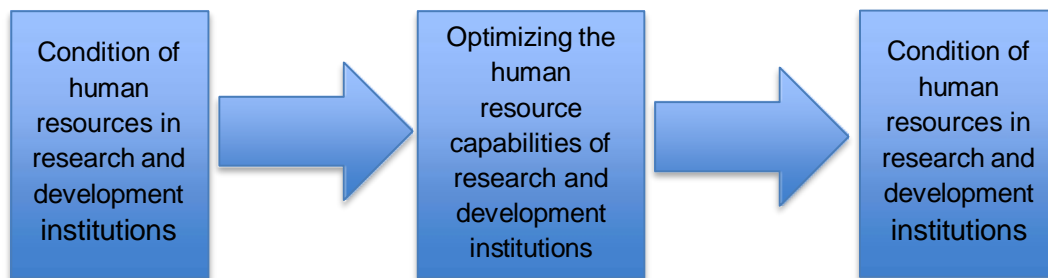 Condition of
human
resources in
research and
development
institutions
Optimizing the
human
resource
capabilities of
research and
development
institutions
Condition of
human
resources in
research and
development
institutions